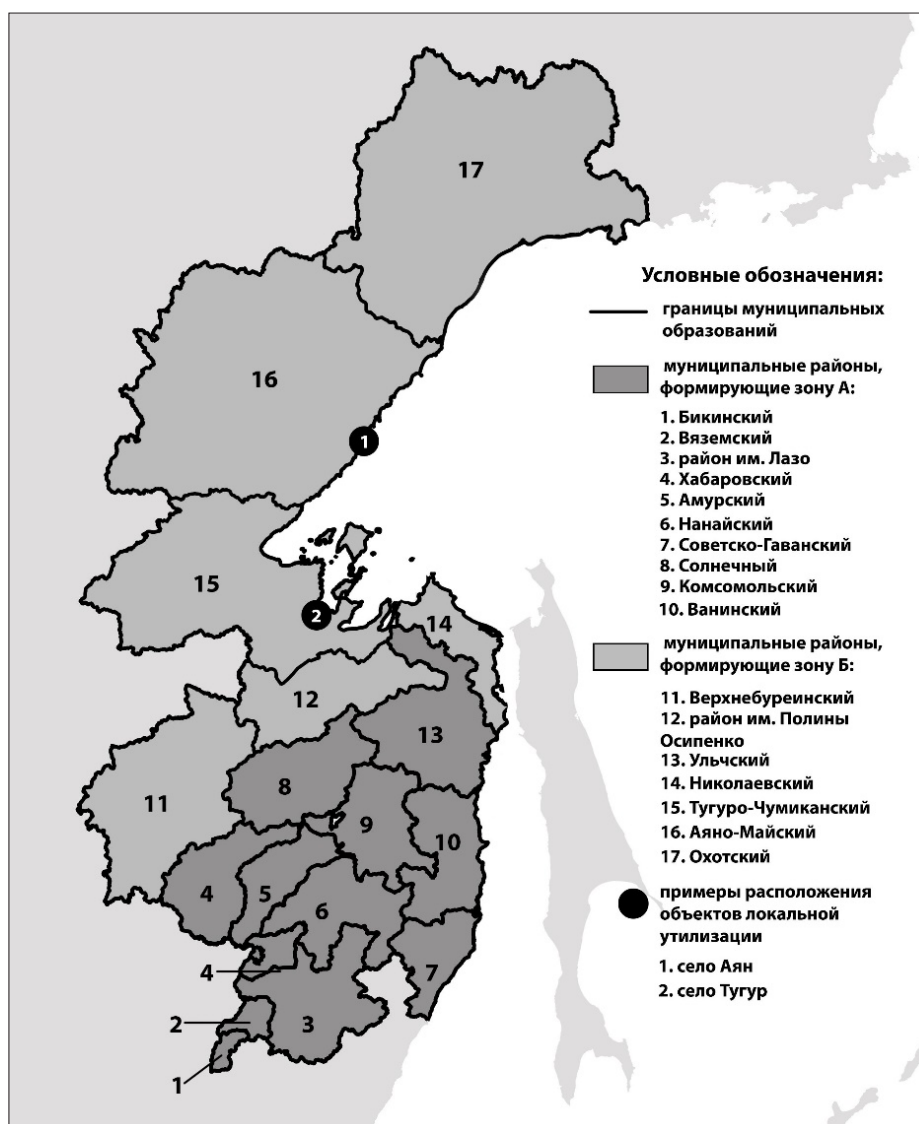 17
16
1
15
2
14
12
13
8
11
9
10
4
5
6
4
7
2
3
1
Условные обозначения:
границы муниципальных
образований
муниципальные районы,
формирующие зону А:
1. Бикинский
2. Вяземский
3. район им. Лазо
4. Хабаровский
5. Амурский
6. Нанайский
7. Советско-Гаванский
8. Солнечный
9. Комсомольский
10. Ванинский
муниципальные районы,
формирующие зону Б:
11. Верхнебуреинский
12. район им. Полины
Осипенко
13. Ульчский
14. Николаевский
15. Тугуро-Чумиканский
16. Аяно-Майский
17. Охотский
примеры расположения
объектов локальной
утилизации
1. село Аян
2. село Тугур